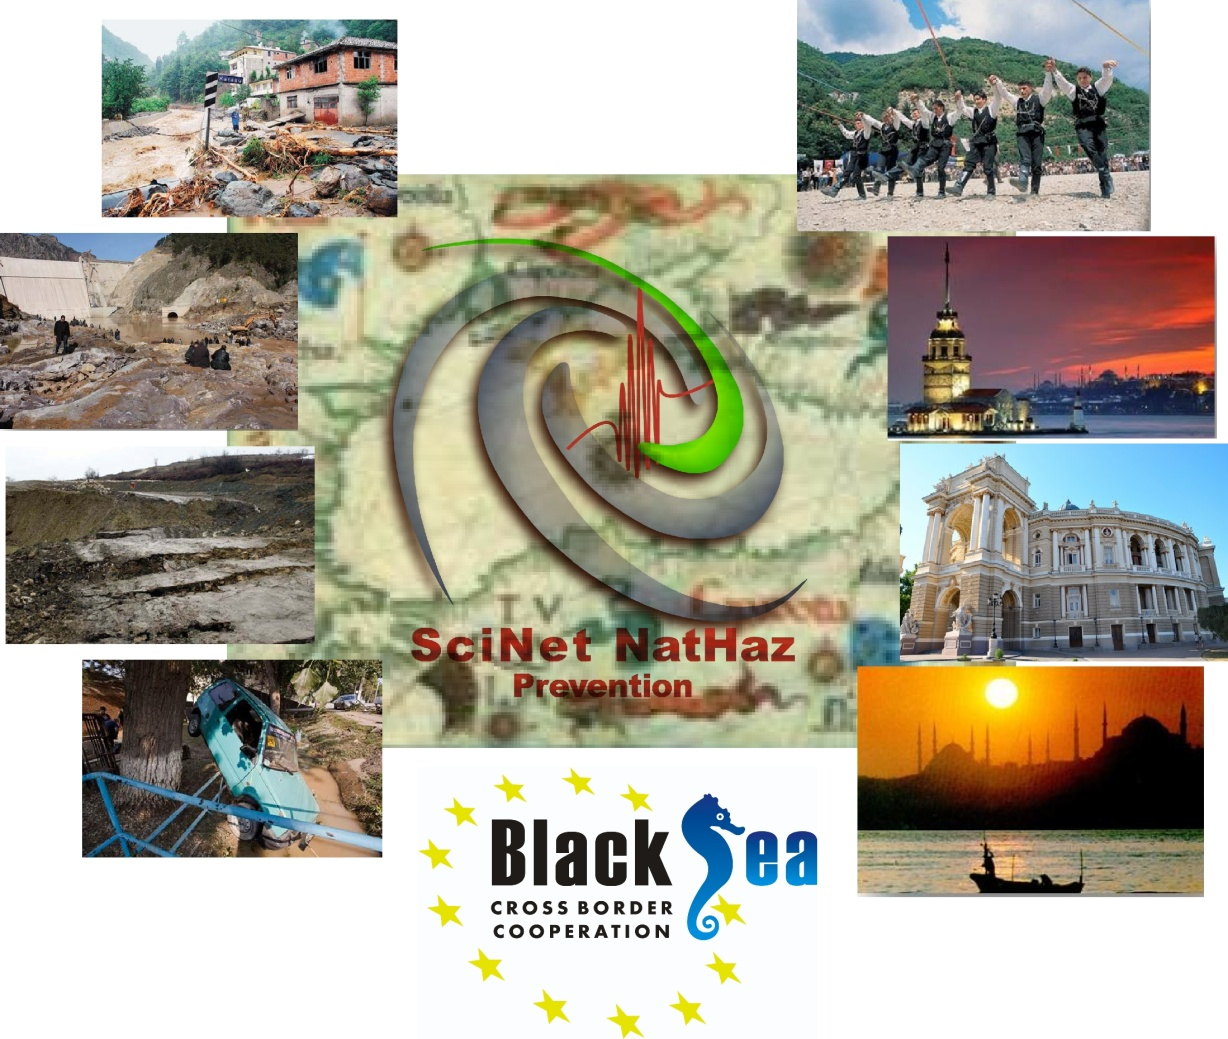 SciNet NatHaz
Prevention
Black Sea
CROSS BORDER
COOPERATION